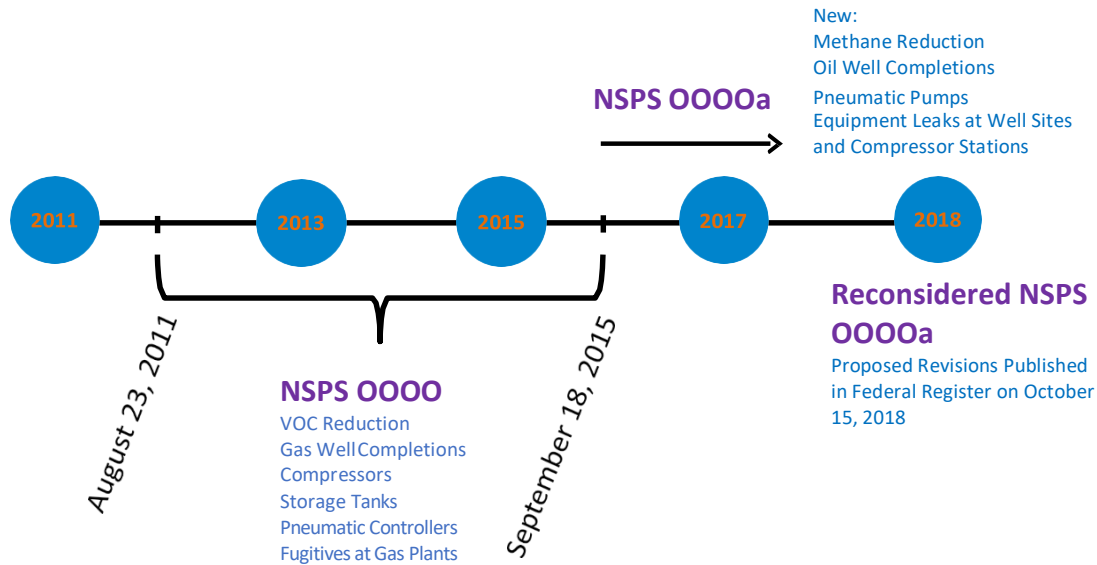 New:
Methane Reduction
Oil Well Completions
Pneumatic Pumps
Equipment Leaks at Well Sites
and Compressor Stations
NSPS OOOOa
2011
2013
2015
2017
2018
August 23, 2011
September 18, 2015
NSPS OOOO
VOC Reduction
Gas Well Completions
Compressors
Storage Tanks
Pneumatic Controllers
Fugitives at Gas Plants
Reconsidered NSPS
OOOOa
Proposed Revisions Published
in Federal Register on October
15, 2018